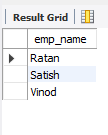 Result Grid
emp_name
Ratan
Satish
Vinod